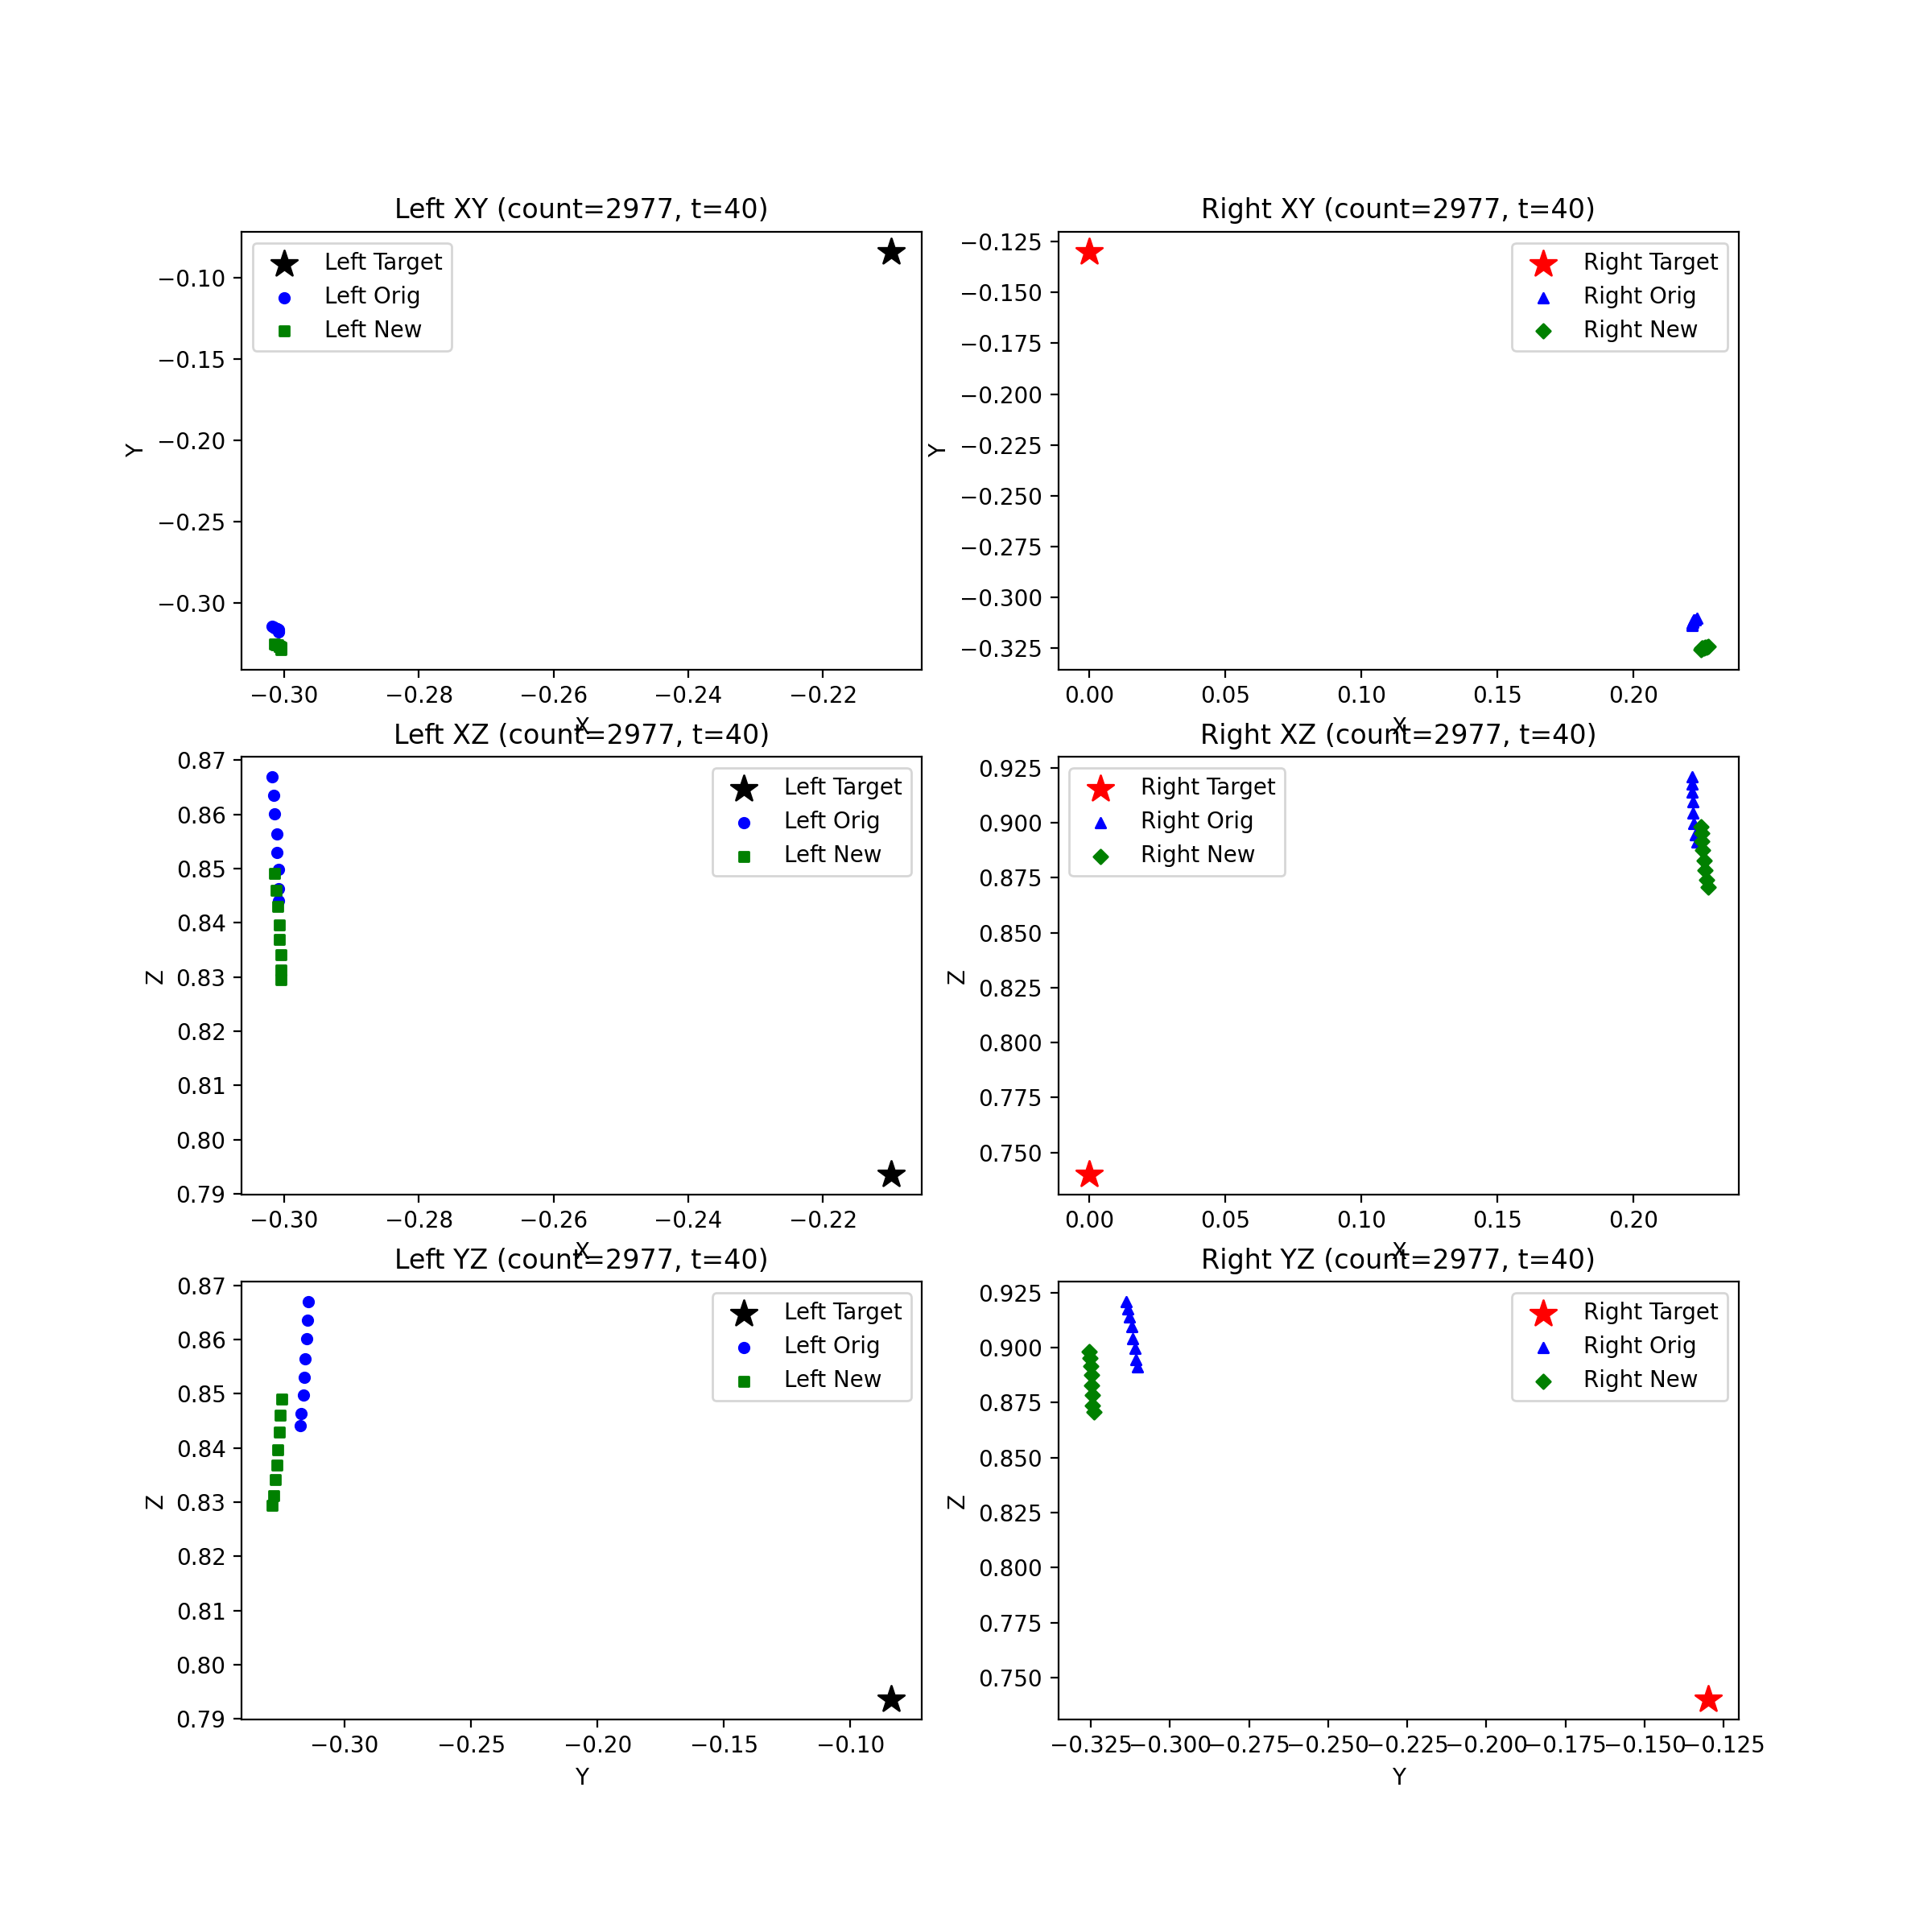 Left XY (count=2977, t=40)
Left Target
Left Orig
Left New
−0.10
−0.15
−0.20
−0.25
−0.30
Y
−0.30
−0.28
−0.26
−0.24
−0.22
X
Right XY (count=2977, t=40)
Right Target
Right Orig
Right New
−0.125
−0.150
−0.175
−0.200
−0.225
−0.250
−0.275
−0.300
−0.325
Y
0.00
0.05
0.10
0.15
0.20
X
Left XZ (count=2977, t=40)
Left Target
Left Orig
Left New
0.87
0.86
0.85
0.84
0.83
0.82
0.81
0.80
0.79
Z
−0.30
−0.28
−0.26
−0.24
−0.22
X
Right XZ (count=2977, t=40)
Right Target
Right Orig
Right New
0.925
0.900
0.875
0.850
0.825
0.800
0.775
0.750
Z
0.00
0.05
0.10
0.15
0.20
X
Left YZ (count=2977, t=40)
Left Target
Left Orig
Left New
0.87
0.86
0.85
0.84
0.83
0.82
0.81
0.80
0.79
Z
−0.30
−0.25
−0.20
−0.15
−0.10
Y
Right YZ (count=2977, t=40)
Right Target
Right Orig
Right New
0.925
0.900
0.875
0.850
0.825
0.800
0.775
0.750
Z
−0.325
−0.300
−0.275
−0.250
−0.225
−0.200
−0.175
−0.150
−0.125
Y